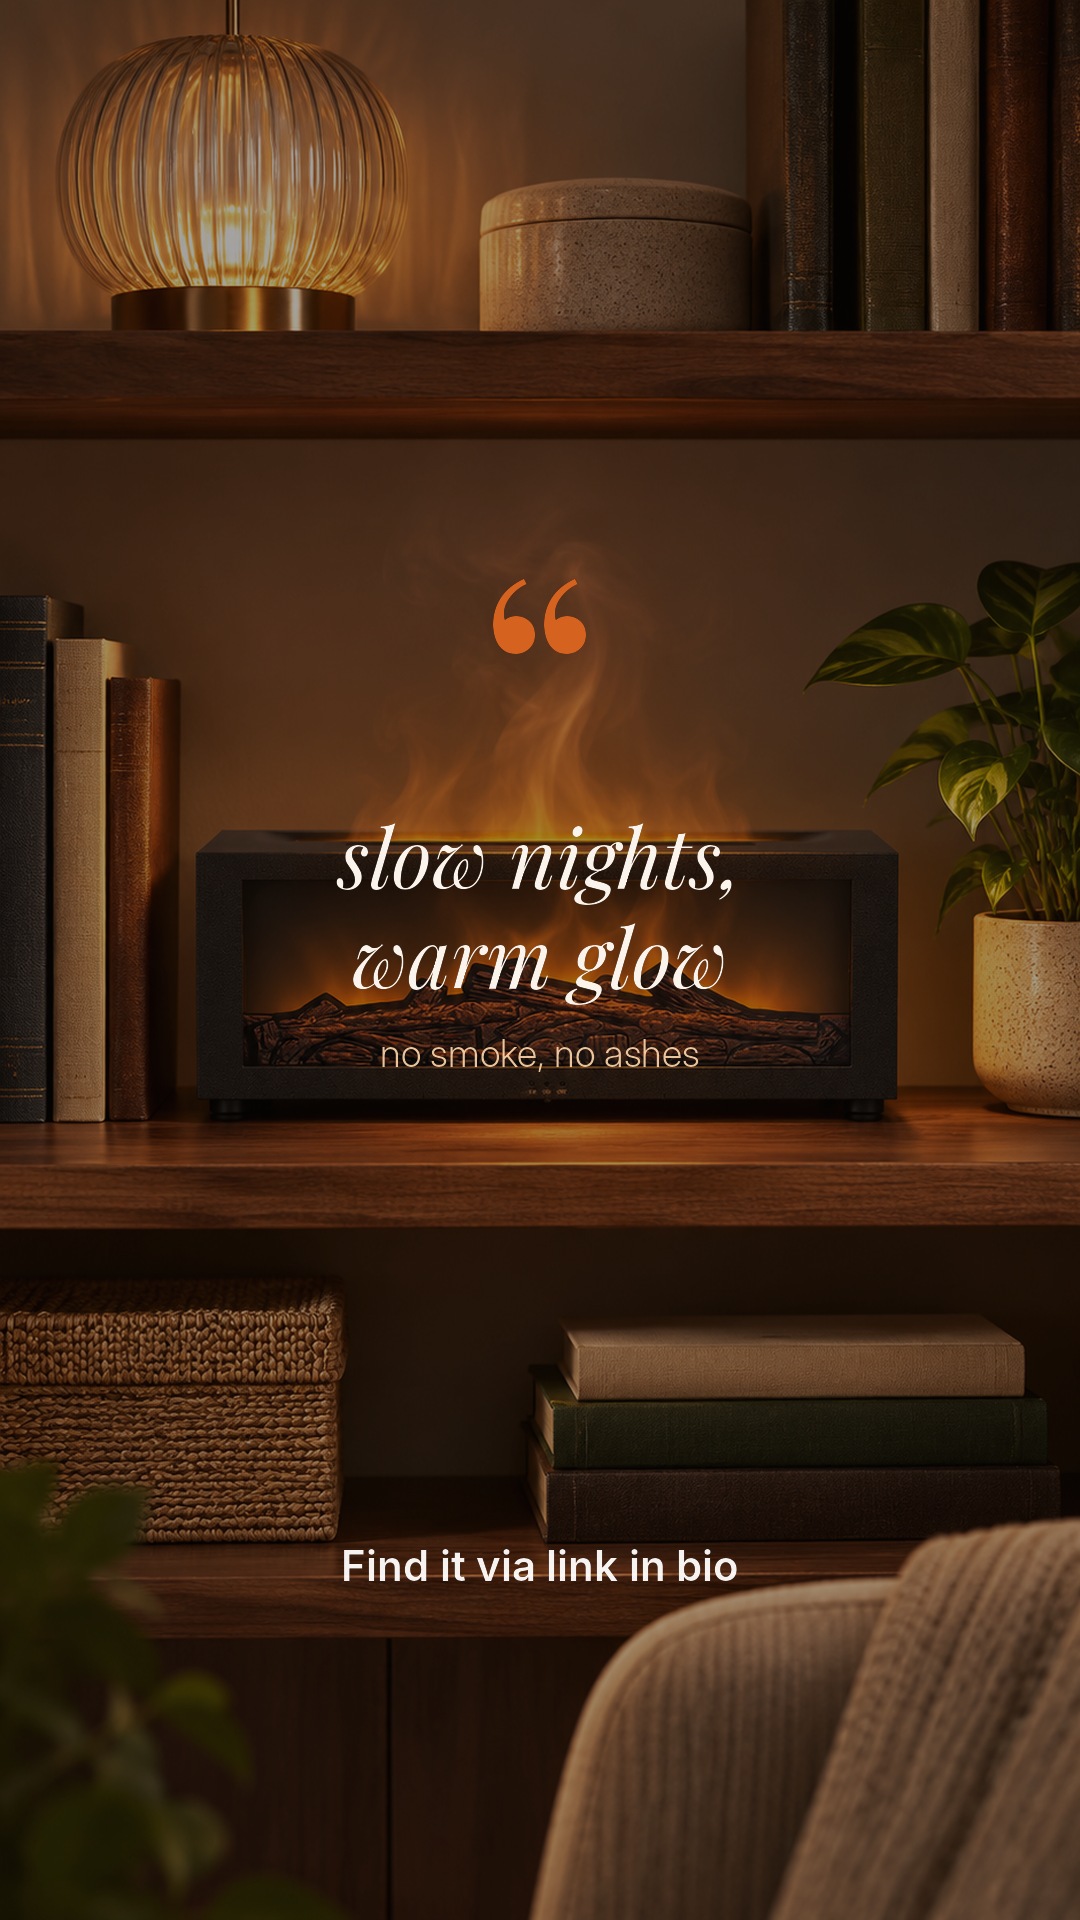 “
slow nights,
warm glow
no smoke, no ashes
Find it via link in bio